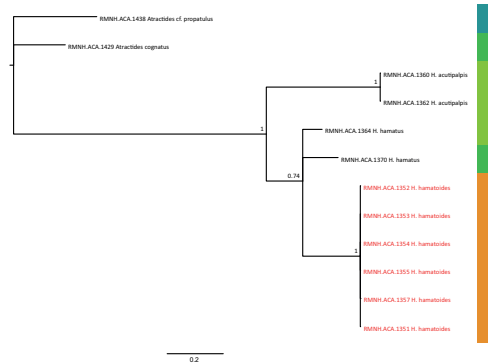 RMNH.ACA.1438 Atractides cf. propatulus
RMNH.ACA.1429 Atractides cognatus
RMNH.ACA.1360 H. acutipalpis
1
RMNH.ACA.1362 H. acutipalpis
1
RMNH.ACA.1364 H. hamatus
RMNH.ACA.1370 H. hamatus
0.74
RMNH.ACA.1352 H. hamatoides
RMNH.ACA.1353 H. hamatoides
RMNH.ACA.1354 H. hamatoides
1
RMNH.ACA.1355 H. hamatoides
RMNH.ACA.1357 H. hamatoides
RMNH.ACA.1351 H. hamatoides
0.2